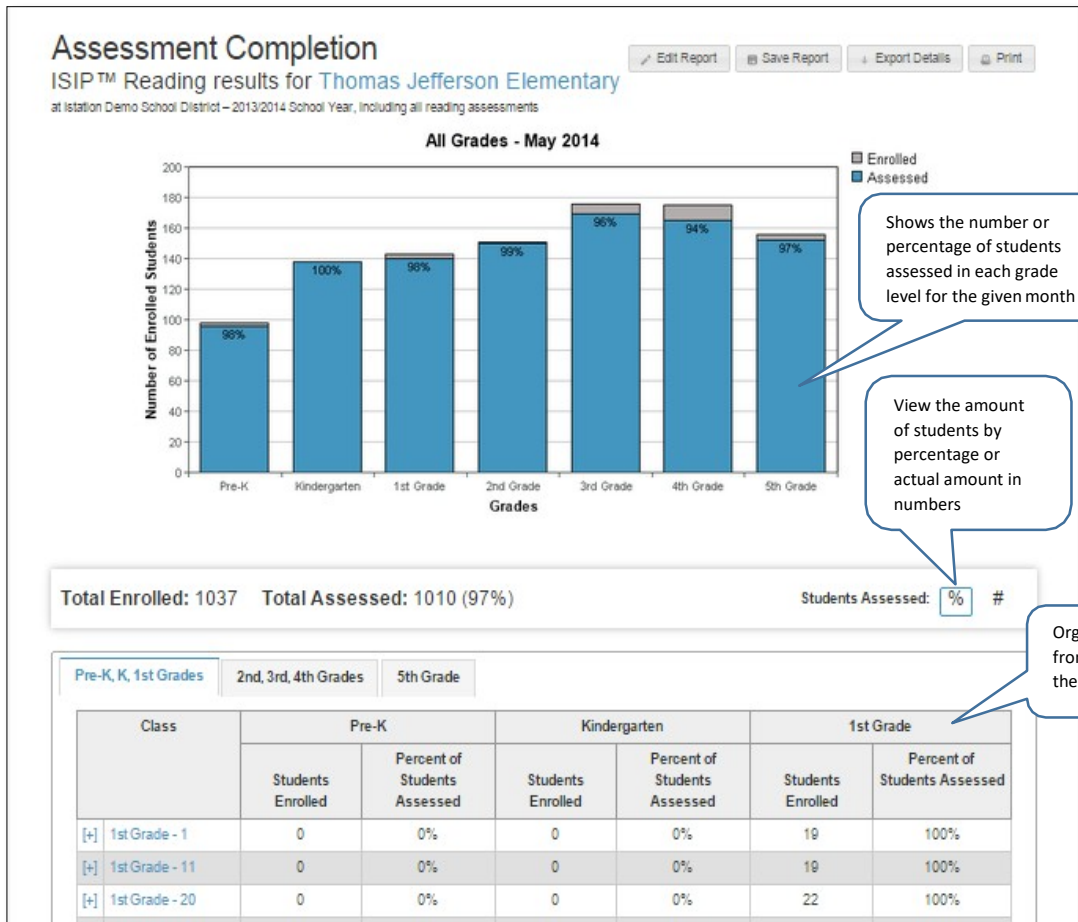 Assessment Completion
Edit Report
Save Report
Export Details
Print
ISIP™ Reading results for Thomas Jefferson Elementary
at Istation Demo School District – 2013/2014 School Year, including all reading assessments
All Grades - May 2014
Enrolled
Assessed
Number of Enrolled Students
200
180
160
140
120
100
80
60
40
20
0
98%
100%
98%
99%
96%
94%
97%
Pre-K
Kindergarten
1st Grade
2nd Grade
3rd Grade
4th Grade
5th Grade
Grades
Shows the number or
percentage of students
assessed in each grade
level for the given month
View the amount
of students by
percentage or
actual amount in
numbers
Total Enrolled: 1037 Total Assessed: 1010 (97%)
Students Assessed: % #
Org
from
the
Pre-K, K, 1st Grades
2nd, 3rd, 4th Grades
5th Grade
Class Pre-K Kindergarten 1st Grade
Students Enrolled Percent of Students Assessed Students Enrolled Percent of Students Assessed Students Enrolled Percent of Students Assessed
[+] 1st Grade - 1 0 0% 0 0% 19 100%
[+] 1st Grade - 11 0 0% 0 0% 19 100%
[+] 1st Grade - 20 0 0% 0 0% 22 100%